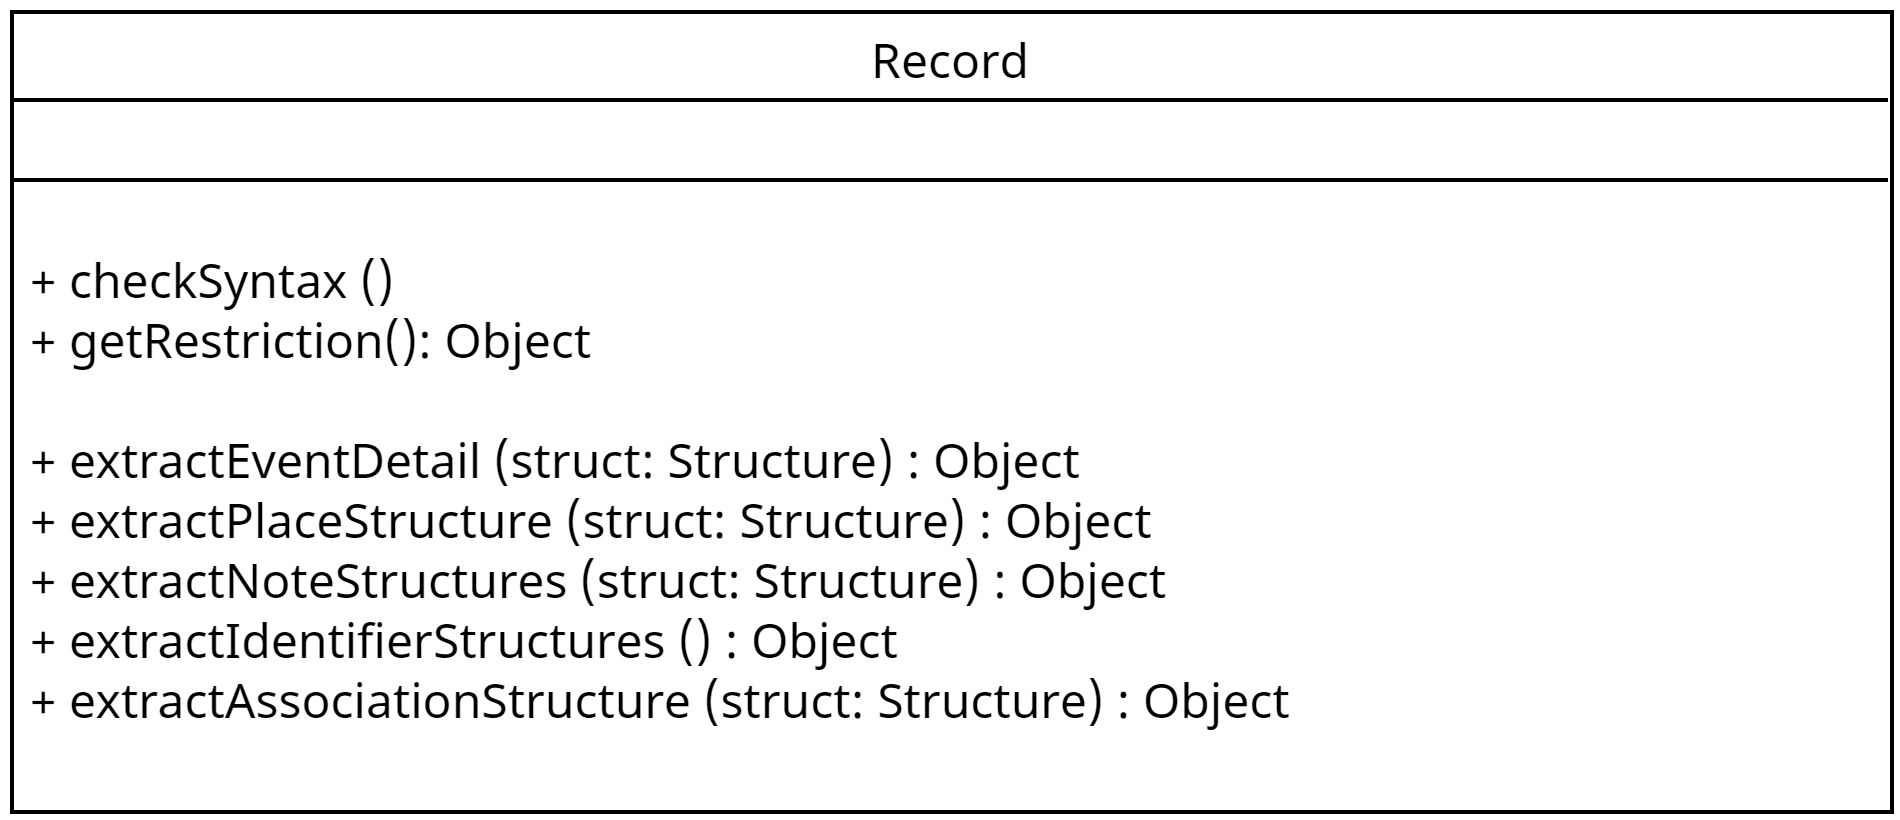 Record
+ checkSyntax ()
+ getRestriction(): Object
+ extractEventDetail (struct: Structure) : Object
+ extractPlaceStructure (struct: Structure) : Object
+ extractNoteStructures (struct: Structure) : Object
+ extractIdentifierStructures () : Object
+ extractAssociationStructure (struct: Structure) : Object